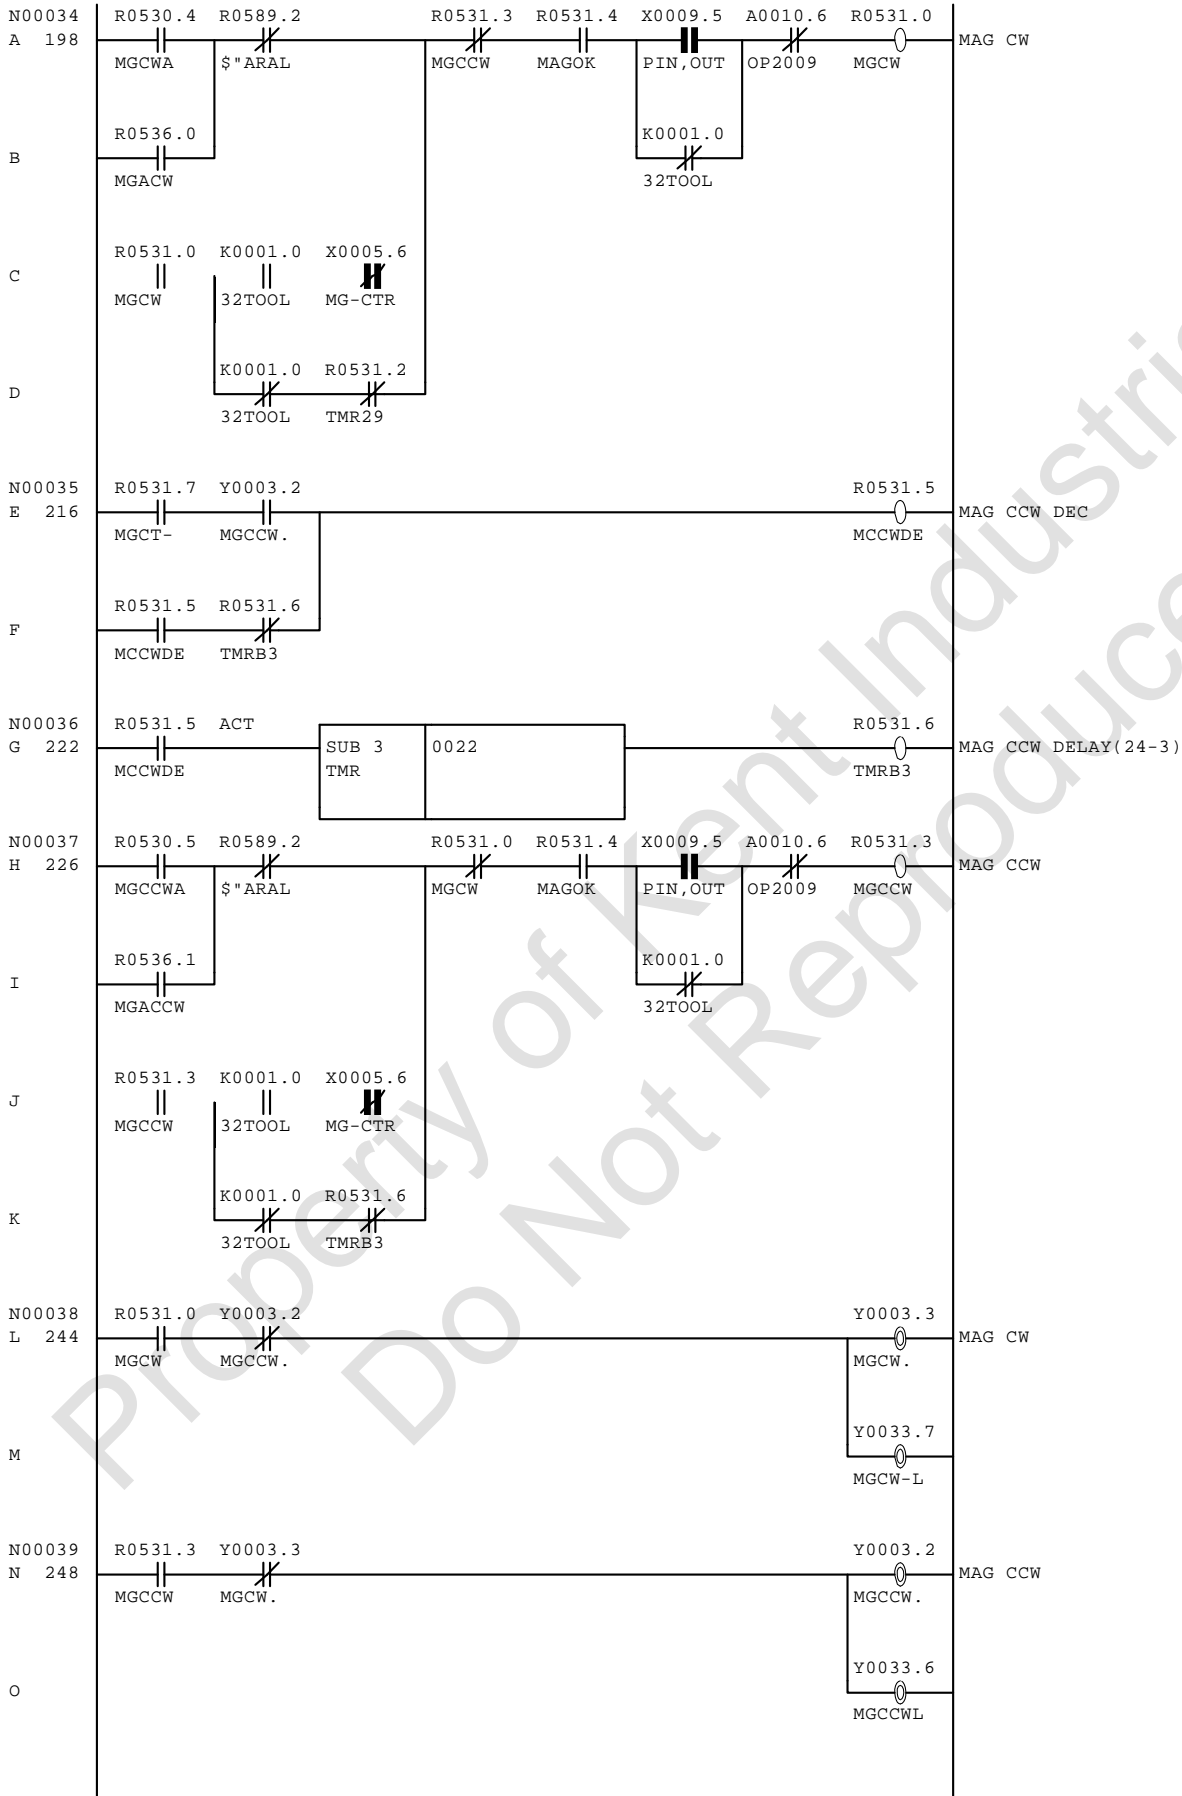 N00034 R0530.4 R0589.2 R0531.3 R0531.4 X0009.5 A0010.6 R0531.0
A 198 MAG CW
MGCWA $"ARAL MGCCW MAGOK PIN,OUT OP2009 MGCW
R0536.0 K0001.0
B
MGACW 32TOOL
R0531.0 K0001.0 X0005.6
C
MGCW 32TOOL MG-CTR
K0001.0 R0531.2
D
32TOOL TMR29
N00035 R0531.7 Y0003.2 R0531.5
E 216 MAG CCW DEC
MGCT- MGCCW. MCCWDE
R0531.5 R0531.6
F
MCCWDE TMRB3
N00036 R0531.5 ACT R0531.6
G 222 SUB 3 0022 MAG CCW DELAY(24-3)
MCCWDE TMR TMRB3
N00037 R0530.5 R0589.2 R0531.0 R0531.4 X0009.5 A0010.6 R0531.3
H 226 MAG CCW
MGCCWA $"ARAL MGCW MAGOK PIN,OUT OP2009 MGCCW
R0536.1 K0001.0
I
MGACCW 32TOOL
R0531.3 K0001.0 X0005.6
J
MGCCW 32TOOL MG-CTR
K0001.0 R0531.6
K
32TOOL TMRB3
N00038 R0531.0 Y0003.2 Y0003.3
L 244 MAG CW
MGCW MGCCW. MGCW.
Y0033.7
M
MGCW-L
N00039 R0531.3 Y0003.3 Y0003.2
N 248 MAG CCW
MGCCW MGCW. MGCCW.
Y0033.6
O
MGCCWL
Property of Kent Industri
Do Not Reproduce